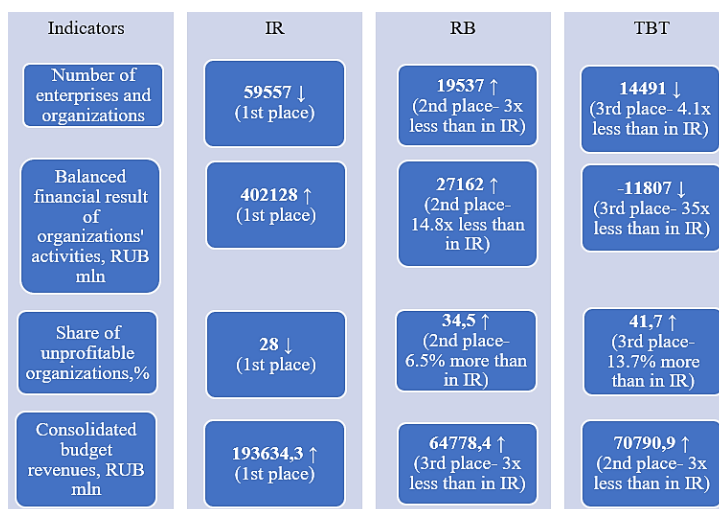 Indicators
IR
RB
TBT
Number of
enterprises and
organizations
59557 ↓
(1st place)
19537 ↑
(2nd place- 3x
less than in IR)
14491 ↓
(3rd place- 4.1x
less than in IR)
Balanced
financial result
of
organizations'
activities, RUB
mln
402128 ↑
(1st place)
27162 ↑
(2nd place-
14.8x less than
in IR)
-11807 ↓
(3rd place- 35x
less than in IR)
Share of
unprofitable
organizations,%
28 ↓
(1st place)
34,5 ↑
(2nd place-
6.5% more than
in IR)
41,7 ↑
(3rd place-
13.7% more
than in IR)
Consolidated
budget
revenues, RUB
mln
193634,3 ↑
(1st place)
64778,4 ↑
(3rd place- 3x
less than in IR)
70790,9 ↑
(2nd place- 3x
less than in IR)